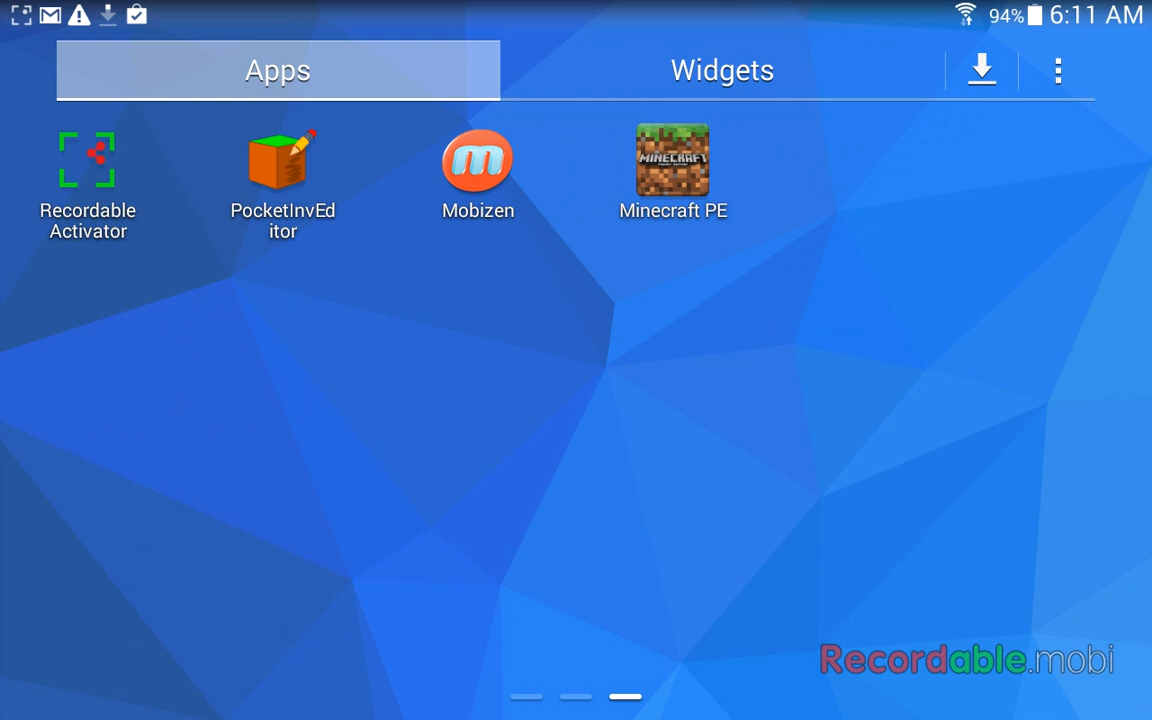 94% 6:11 AM
Apps
Widgets
Recordable
Activator
PocketInvEd
itor
Mobizen
MINECRAFT
Minecraft PE
Recordable.mobi